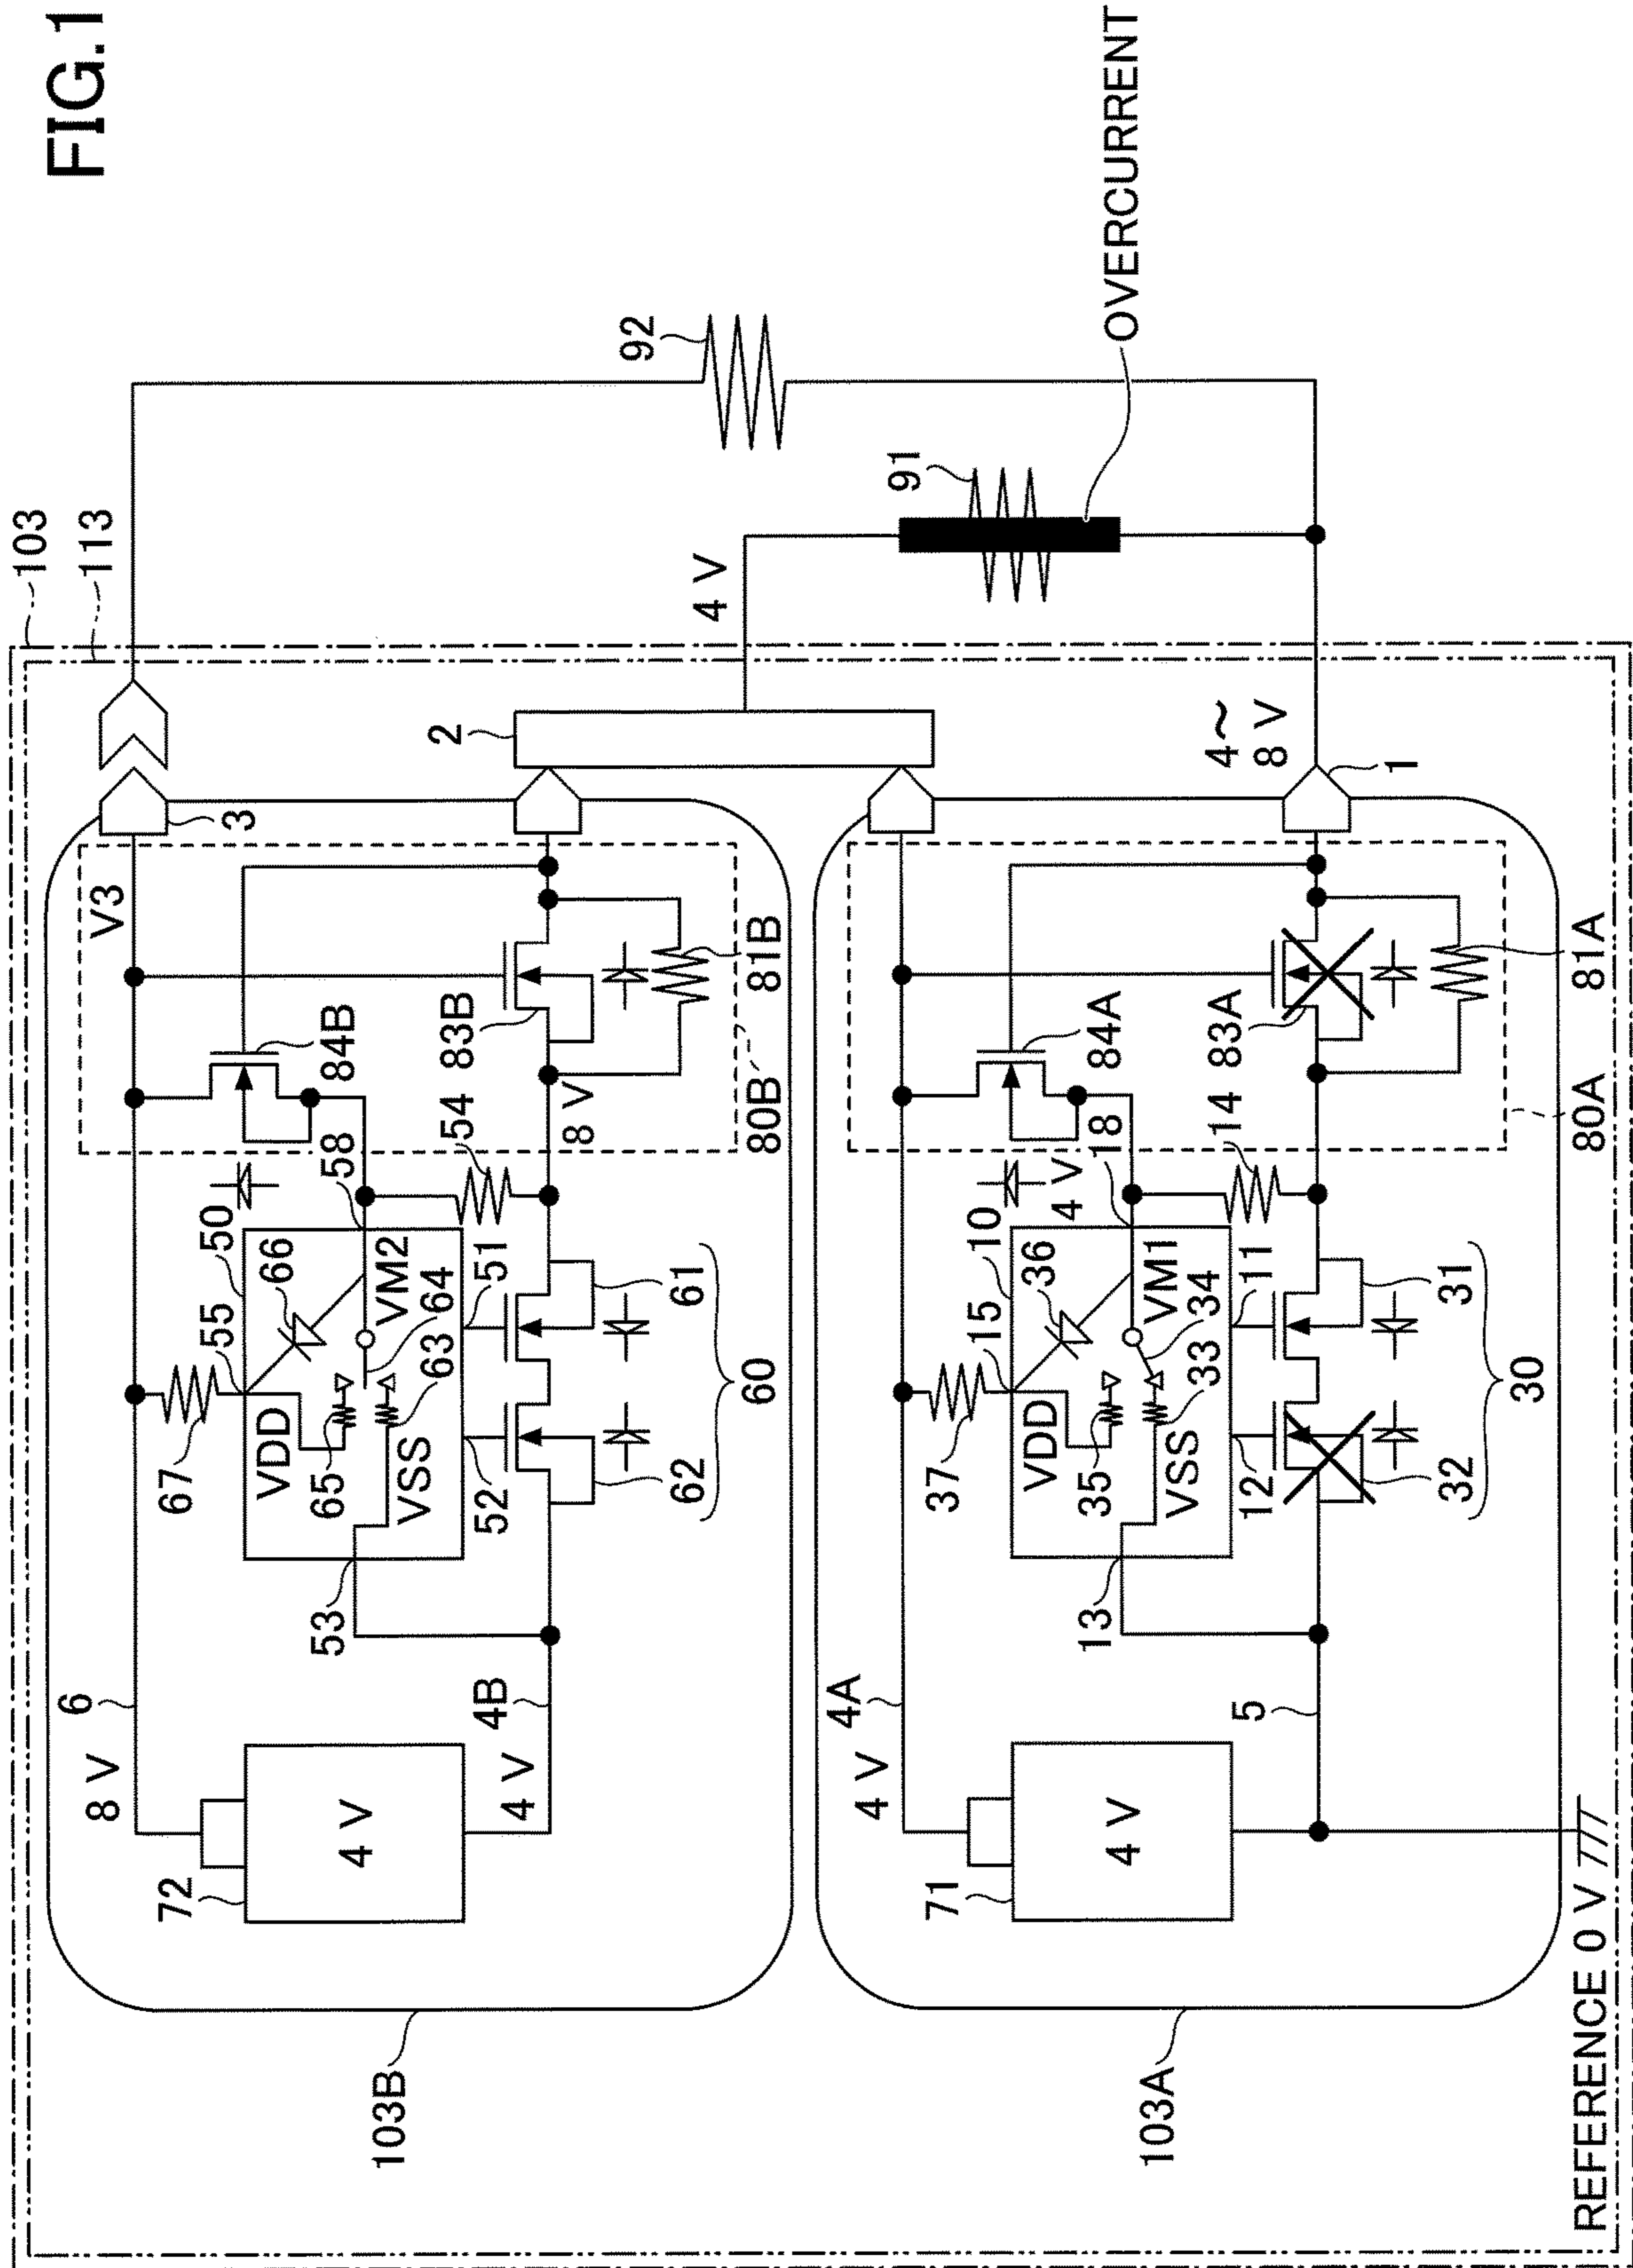 FIG.1
103
113
OVERCURRENT
92
91
4 V
2
3
V3
84B
83B
81B
80B
8 V
54
58
50
66
55
VM2
64
63
65
51
52
53
VDD
VSS
67
61
62
60
6
8 V
4B
4 V
72
4 V
103B
4~
8 V
1
84A
83A
81A
80A
14
18
4 V
10
36
15
VM1
34
33
35
11
12
13
VDD
VSS
37
31
32
30
4A
4 V
5
71
4 V
103A
REFERENCE 0 V